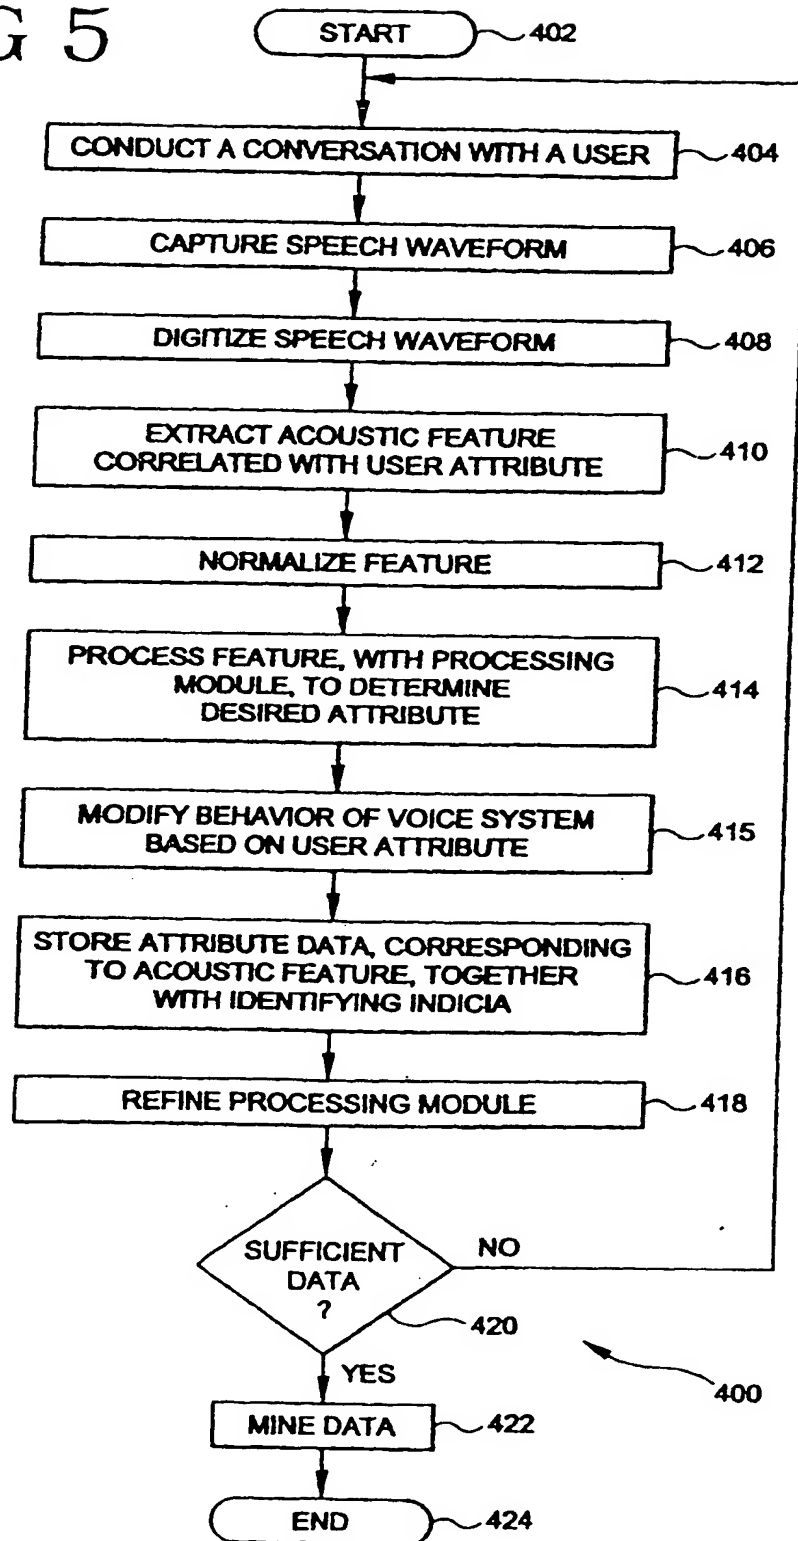 G 5
START
402
CONDUCT A CONVERSATION WITH A USER
404
CAPTURE SPEECH WAVEFORM
406
DIGITIZE SPEECH WAVEFORM
408
EXTRACT ACOUSTIC FEATURE
CORRELATED WITH USER ATTRIBUTE
410
NORMALIZE FEATURE
412
PROCESS FEATURE, WITH PROCESSING
MODULE, TO DETERMINE
DESIRED ATTRIBUTE
414
MODIFY BEHAVIOR OF VOICE SYSTEM
BASED ON USER ATTRIBUTE
415
STORE ATTRIBUTE DATA, CORRESPONDING
TO ACOUSTIC FEATURE, TOGETHER
WITH IDENTIFYING INDICIA
416
REFINE PROCESSING MODULE
418
SUFFICIENT
DATA
?
NO
420
YES
400
MINE DATA
422
END
424